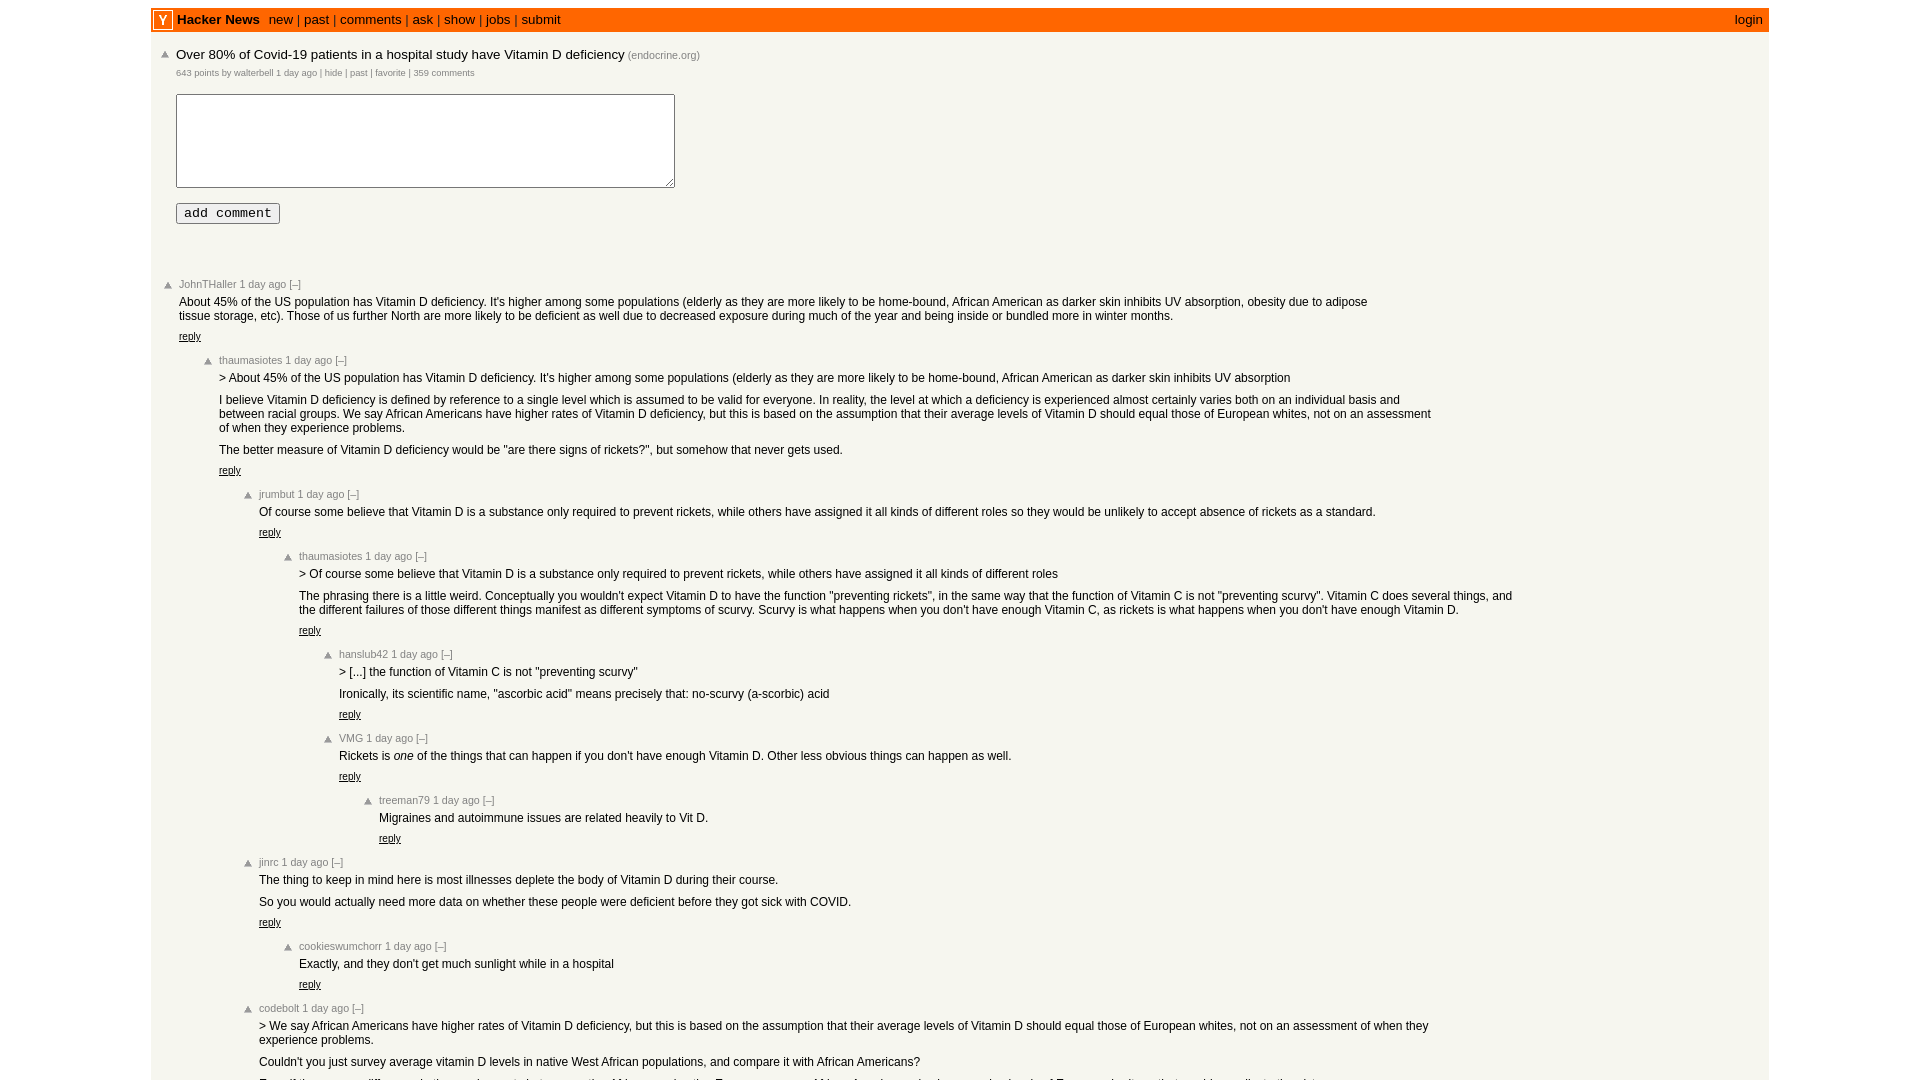 Y Hacker News new | past | comments | ask | show | jobs | submit login
Over 80% of Covid-19 patients in a hospital study have Vitamin D deficiency (endocrine.org)
643 points by walterbell 1 day ago | hide | past | favorite | 359 comments
add comment
JohnTHaller 1 day ago [–]
About 45% of the US population has Vitamin D deficiency. It's higher among some populations (elderly as they are more likely to be home-bound, African American as darker skin inhibits UV absorption, obesity due to adipose
tissue storage, etc). Those of us further North are more likely to be deficient as well due to decreased exposure during much of the year and being inside or bundled more in winter months.
reply
thaumasiotes 1 day ago [–]
> About 45% of the US population has Vitamin D deficiency. It's higher among some populations (elderly as they are more likely to be home-bound, African American as darker skin inhibits UV absorption
I believe Vitamin D deficiency is defined by reference to a single level which is assumed to be valid for everyone. In reality, the level at which a deficiency is experienced almost certainly varies both on an individual basis and
between racial groups. We say African Americans have higher rates of Vitamin D deficiency, but this is based on the assumption that their average levels of Vitamin D should equal those of European whites, not on an assessment
of when they experience problems.
The better measure of Vitamin D deficiency would be "are there signs of rickets?", but somehow that never gets used.
reply
jrumbut 1 day ago [–]
Of course some believe that Vitamin D is a substance only required to prevent rickets, while others have assigned it all kinds of different roles so they would be unlikely to accept absence of rickets as a standard.
reply
thaumasiotes 1 day ago [–]
> Of course some believe that Vitamin D is a substance only required to prevent rickets, while others have assigned it all kinds of different roles
The phrasing there is a little weird. Conceptually you wouldn't expect Vitamin D to have the function "preventing rickets", in the same way that the function of Vitamin C is not "preventing scurvy". Vitamin C does several things, and
the different failures of those different things manifest as different symptoms of scurvy. Scurvy is what happens when you don't have enough Vitamin C, as rickets is what happens when you don't have enough Vitamin D.
reply
hanslub42 1 day ago [–]
> [...] the function of Vitamin C is not "preventing scurvy"
Ironically, its scientific name, "ascorbic acid" means precisely that: no-scurvy (a-scorbic) acid
reply
VMG 1 day ago [–]
Rickets is one of the things that can happen if you don't have enough Vitamin D. Other less obvious things can happen as well.
reply
treeman79 1 day ago [–]
Migraines and autoimmune issues are related heavily to Vit D.
reply
jinrc 1 day ago [–]
The thing to keep in mind here is most illnesses deplete the body of Vitamin D during their course.
So you would actually need more data on whether these people were deficient before they got sick with COVID.
reply
cookieswumchorr 1 day ago [–]
Exactly, and they don't get much sunlight while in a hospital
reply
codebolt 1 day ago [–]
> We say African Americans have higher rates of Vitamin D deficiency, but this is based on the assumption that their average levels of Vitamin D should equal those of European whites, not on an assessment of when they
experience problems.
Couldn't you just survey average vitamin D levels in native West African populations, and compare it with African Americans?